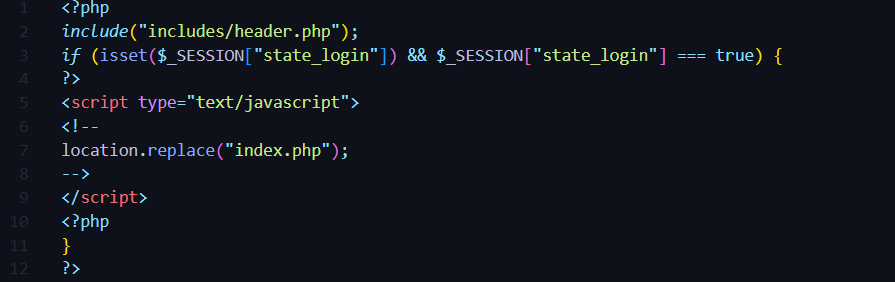 1 <?php
2 include("includes/header.php");
3 if (isset($_SESSION["state_login"]) && $_SESSION["state_login"] === true) {
4 ?>
5 <script type="text/javascript">
6 <!--
7 location.replace("index.php");
8 -->
9 </script>
10 <?php
11 }
12 ?>